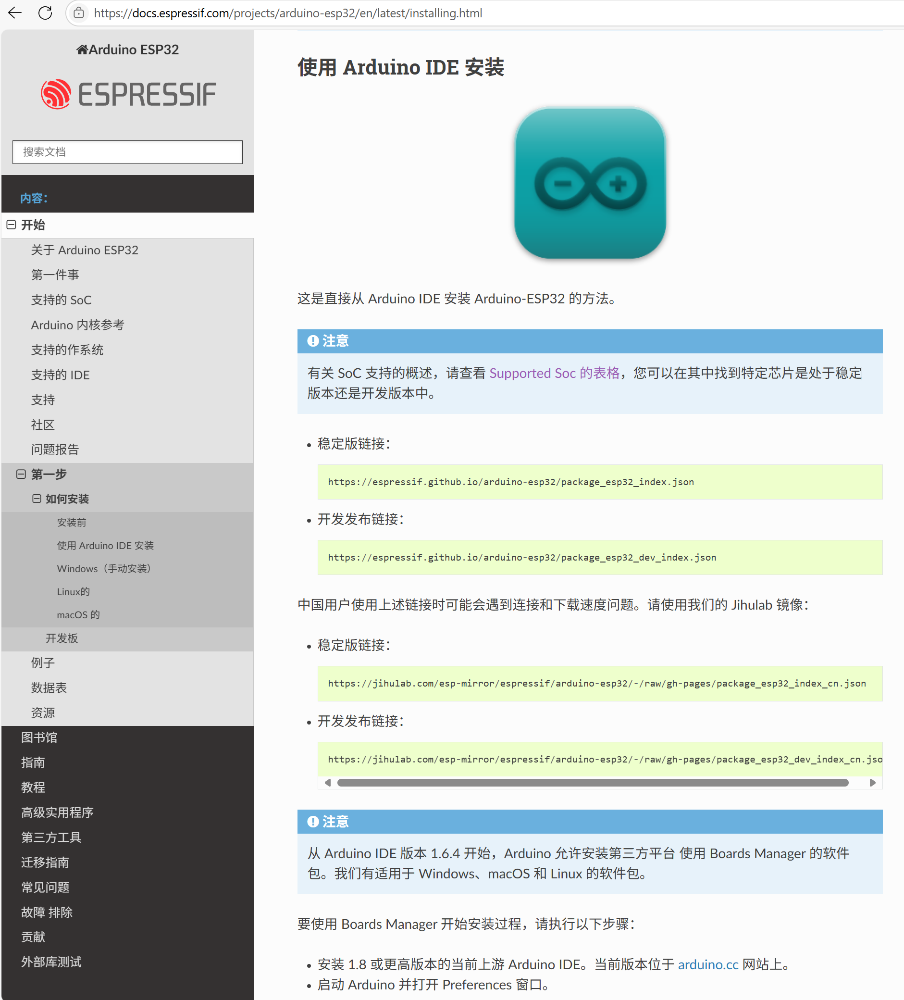 https://docs.espressif.com/projects/arduino-esp32/en/latest/installing.html
Arduino ESP32
ESPRESSIF
搜索文档
内容：
开始
关于 Arduino ESP32
第一件事
支持的 SoC
Arduino 内核参考
支持的作系统
支持的 IDE
支持
社区
问题报告
第一步
如何安装
安装前
使用 Arduino IDE 安装
Windows（手动安装）
Linux的
macOS 的
开发板
例子
数据表
资源
图书馆
指南
教程
高级实用程序
第三方工具
迁移指南
常见问题
故障 排除
贡献
外部库测试
使用 Arduino IDE 安装
这是直接从 Arduino IDE 安装 Arduino-ESP32 的方法。
注意
有关 SoC 支持的概述，请查看 Supported Soc 的表格，您可以在其中找到特定芯片是处于稳定
版本还是开发版本中。
稳定版链接：
https://espressif.github.io/arduino-esp32/package_esp32_index.json
开发发布链接：
https://espressif.github.io/arduino-esp32/package_esp32_dev_index.json
中国用户使用上述链接时可能会遇到连接和下载速度问题。请使用我们的 Jihulab 镜像：
稳定版链接：
https://jihulab.com/esp-mirror/espressif/arduino-esp32/-/raw/gh-pages/package_esp32_index_cn.json
开发发布链接：
https://jihulab.com/esp-mirror/espressif/arduino-esp32/-/raw/gh-pages/package_esp32_dev_index_cn.jso
注意
从 Arduino IDE 版本 1.6.4 开始，Arduino 允许安装第三方平台 使用 Boards Manager 的软件
包。我们有适用于 Windows、macOS 和 Linux 的软件包。
要使用 Boards Manager 开始安装过程，请执行以下步骤：
安装 1.8 或更高版本的当前上游 Arduino IDE。当前版本位于 arduino.cc 网站上。
启动 Arduino 并打开 Preferences 窗口。